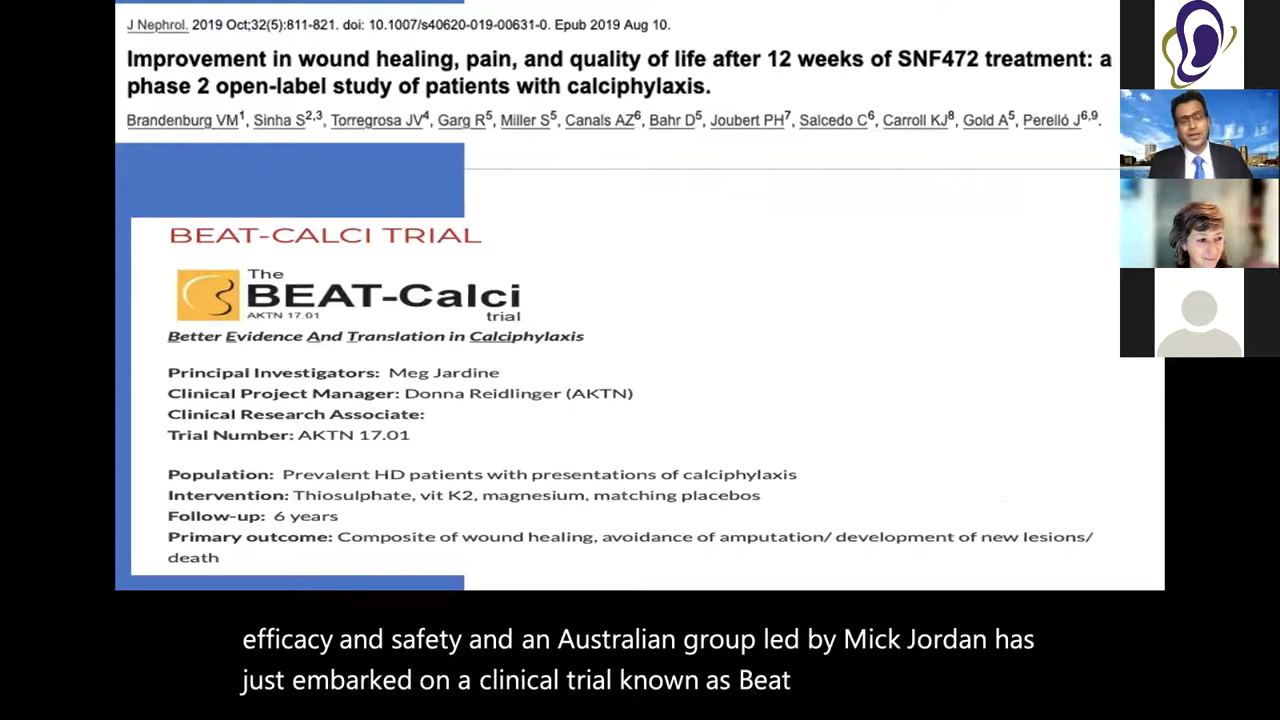 J Nephrol. 2019 Oct;32(5):811-821. doi: 10.1007/s40620-019-00631-0. Epub 2019 Aug 10.
Improvement in wound healing, pain, and quality of life after 12 weeks of SNF472 treatment: a
phase 2 open-label study of patients with calciphylaxis.
Brandenburg VM1, Sinha S2,3, Torregrosa JV4, Garg R5, Miller S5, Canals AZ6, Bahr D5, Joubert PH7, Salcedo C6, Carroll KJ8, Gold A5, Perelló J6,9.
BEAT-CALCI TRIAL
The
BEAT-Calci
AKTN 17.01 trial
Better Evidence And Translation in Calciphylaxis
Principal Investigators: Meg Jardine
Clinical Project Manager: Donna Reidlinger (AKTN)
Clinical Research Associate:
Trial Number: AKTN 17.01
Population: Prevalent HD patients with presentations of calciphylaxis
Intervention: Thiosulphate, vit K2, magnesium, matching placebos
Follow-up: 6 years
Primary outcome: Composite of wound healing, avoidance of amputation/ development of new lesions/
death
efficacy and safety and an Australian group led by Mick Jordan has
just embarked on a clinical trial known as Beat